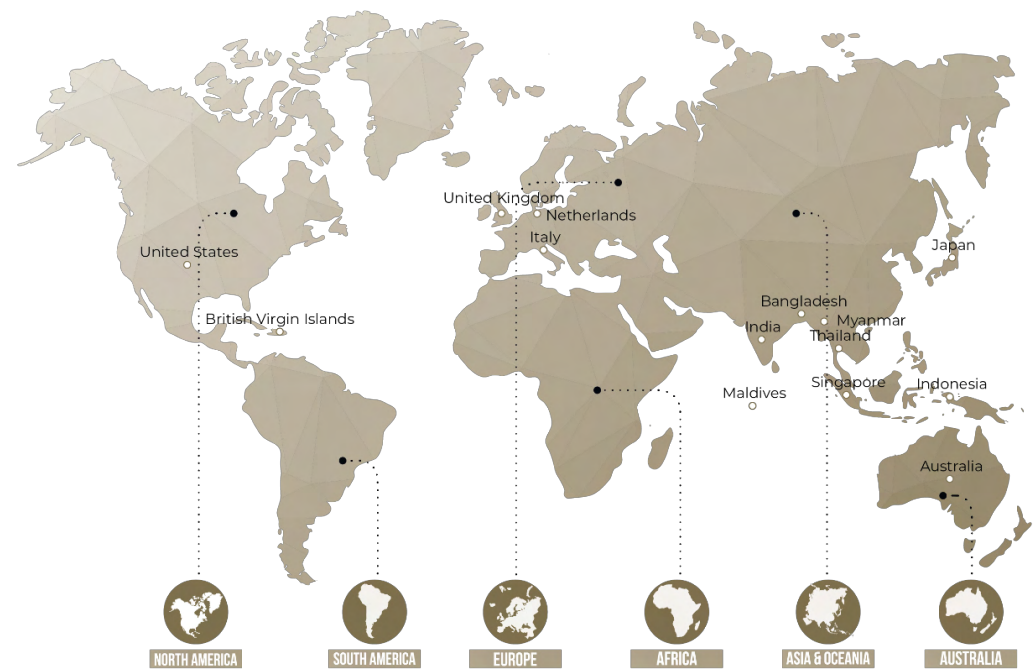 United Kingdom
Netherlands
Italy
United States
Japan
Bangladesh
British Virgin Islands
Myanmar
India
Thailand
Singapore
Indonesia
Maldives
Australia
NORTH AMERICA
SOUTH AMERICA
EUROPE
AFRICA
ASIA & OCEANIA
AUSTRALIA